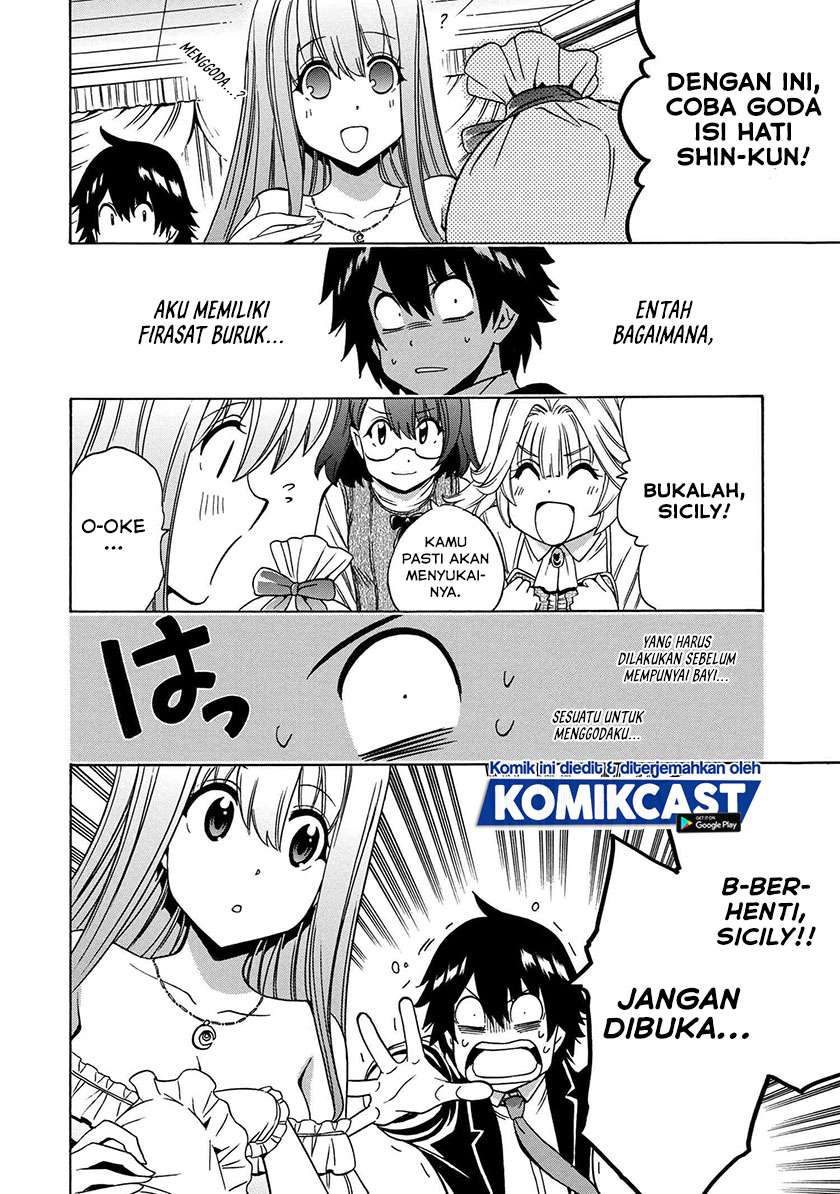 DENGAN INI,
COBA GODA
ISI HATI
SHIN-KUN!
?
MENGGODA...?
ENTAH
BAGAIMANA,
AKU MEMILIKI
FIRASAT BURUK...
BUKALAH,
SICILY!
KAMU
PASTI AKAN
MENYUKAI-
NYA.
?
O-OKE
...
YANG HARUS
DILAKUKAN SEBELUM
MEMPUNYAI BAYI...
SESUATU UNTUK
MENGGODAKU...
はっ
Komik ini diedit & diterjemahkan oleh
KOMIKCAST
GET IT ON
Google Play
B-BER-
HENTI,
SICILY!!
JANGAN
DIBUKA...